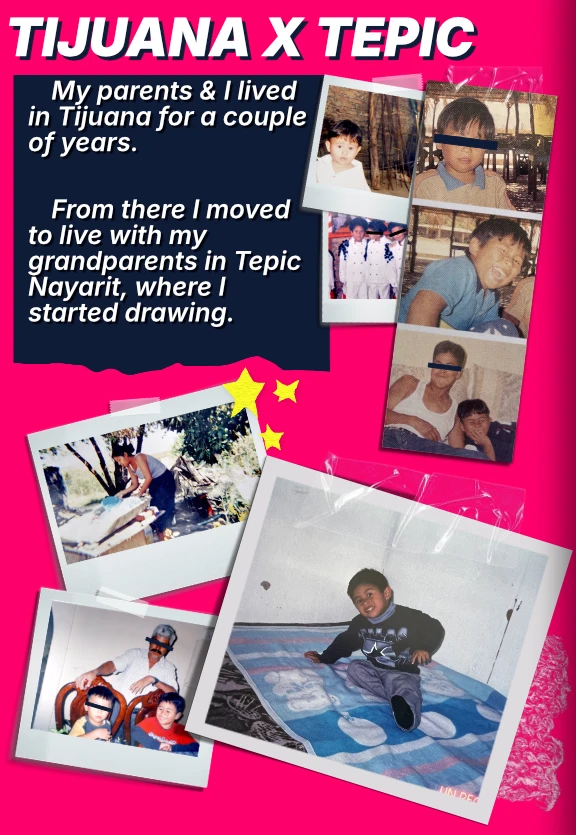 TIJUANA X TEPIC
My parents & I lived
in Tijuana for a couple
of years.
From there I moved
to live with my
grandparents in Tepic
Nayarit, where I
started drawing.